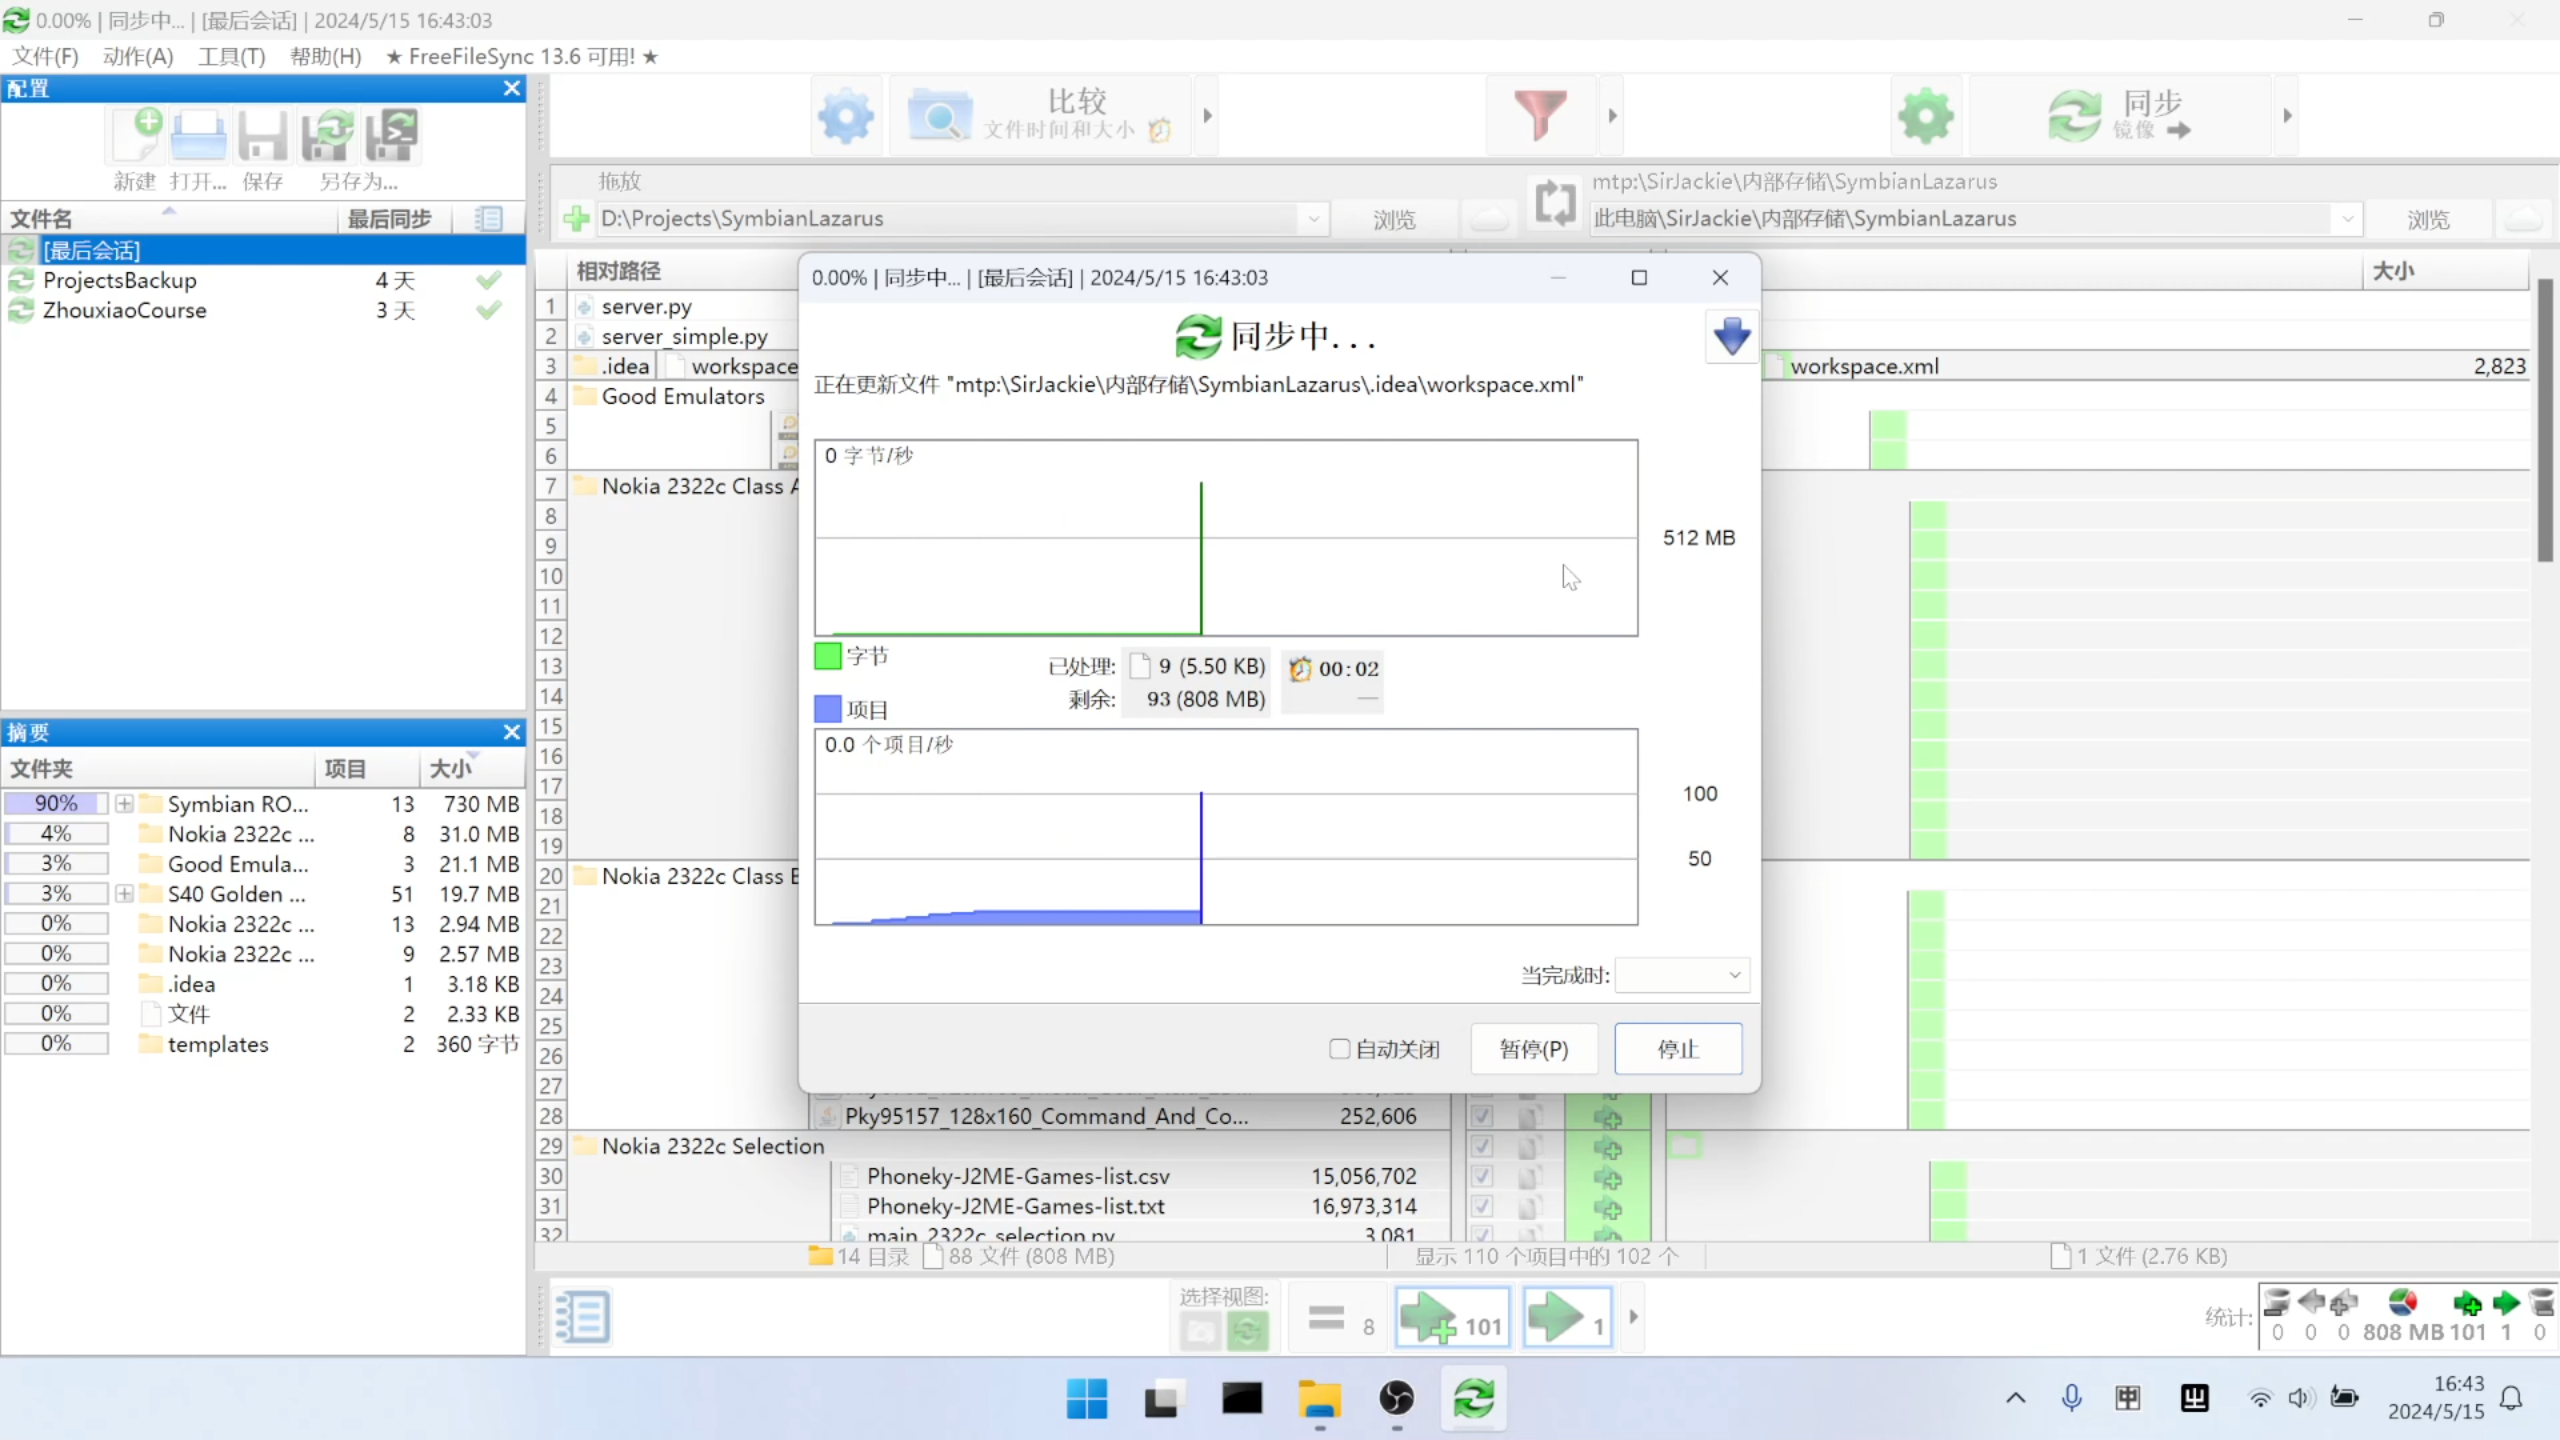 0.00% | 同步中... | [最后会话] | 2024/5/15 16:43:03
文件(F) 动作(A) 工具(T) 帮助(H) ★ FreeFileSync 13.6 可用! ★
配置
新建 打开... 保存 另存为...
文件名 最后同步
[最后会话]
ProjectsBackup 4 天
ZhouxiaoCourse 3 天
比较
文件时间和大小
同步
镜像
拖放
D:\Projects\SymbianLazarus 浏览
mtp:\SirJackie\内部存储\SymbianLazarus
此电脑\SirJackie\内部存储\SymbianLazarus 浏览
相对路径 大小
1 server.py
2 server_simple.py
3 .idea workspace
workspace.xml 2,823
4 Good Emulators
5
6
7 Nokia 2322c Class A
8
9
10
11
12
13
14
15
16
17
18
19
20 Nokia 2322c Class B
21
22
23
24
25
26
27
28 Pky95157_128x160_Command_And_Co... 252,606
29 Nokia 2322c Selection
30 Phoneky-J2ME-Games-list.csv 15,056,702
31 Phoneky-J2ME-Games-list.txt 16,973,314
32 main_2322c_selection.py 3,081
14 目录 88 文件 (808 MB)
显示 110 个项目中的 102 个
1 文件 (2.76 KB)
0.00% | 同步中... | [最后会话] | 2024/5/15 16:43:03
同步中...
正在更新文件 "mtp:\SirJackie\内部存储\SymbianLazarus\.idea\workspace.xml"
0 字节/秒
512 MB
字节
项目
已处理: 9 (5.50 KB) 00:02
剩余: 93 (808 MB) —
0.0 个项目/秒
100
50
当完成时:
自动关闭 暂停(P) 停止
摘要
文件夹 项目 大小
90% Symbian RO... 13 730 MB
4% Nokia 2322c ... 8 31.0 MB
3% Good Emula... 3 21.1 MB
3% S40 Golden ... 51 19.7 MB
0% Nokia 2322c ... 13 2.94 MB
0% Nokia 2322c ... 9 2.57 MB
0% .idea 1 3.18 KB
0% 文件 2 2.33 KB
0% templates 2 360 字节
选择视图:
8 101 1
统计:
0 0 0 808 MB 101 1 0
中
16:43
2024/5/15